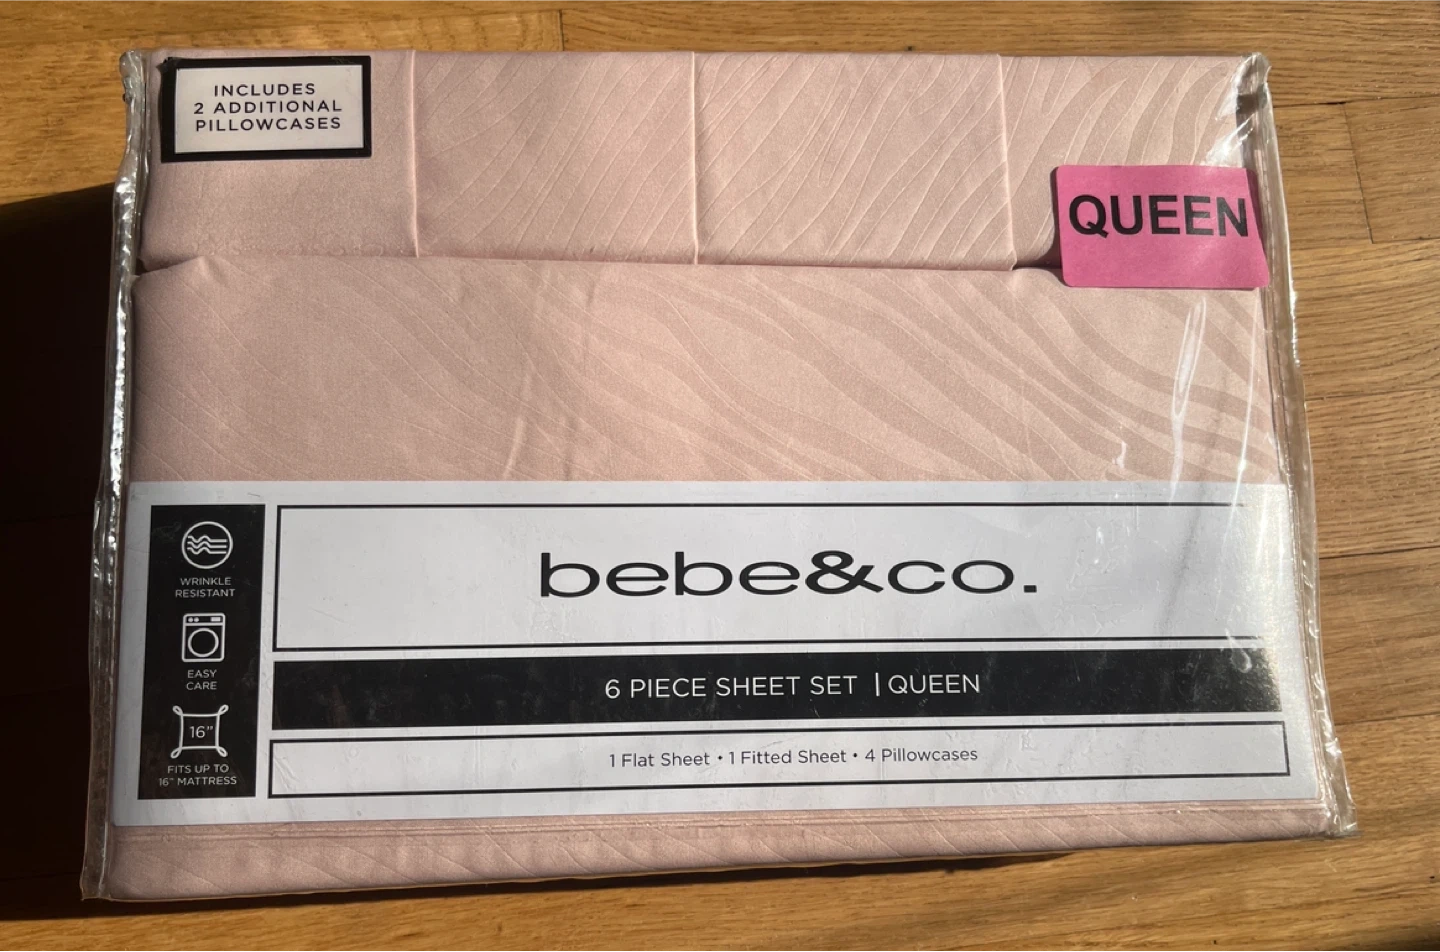 INCLUDES
2 ADDITIONAL
PILLOWCASES
QUEEN
WRINKLE
RESISTANT
EASY
CARE
16"
FITS UP TO
16" MATTRESS
bebe&co.
6 PIECE SHEET SET | QUEEN
1 Flat Sheet • 1 Fitted Sheet • 4 Pillowcases